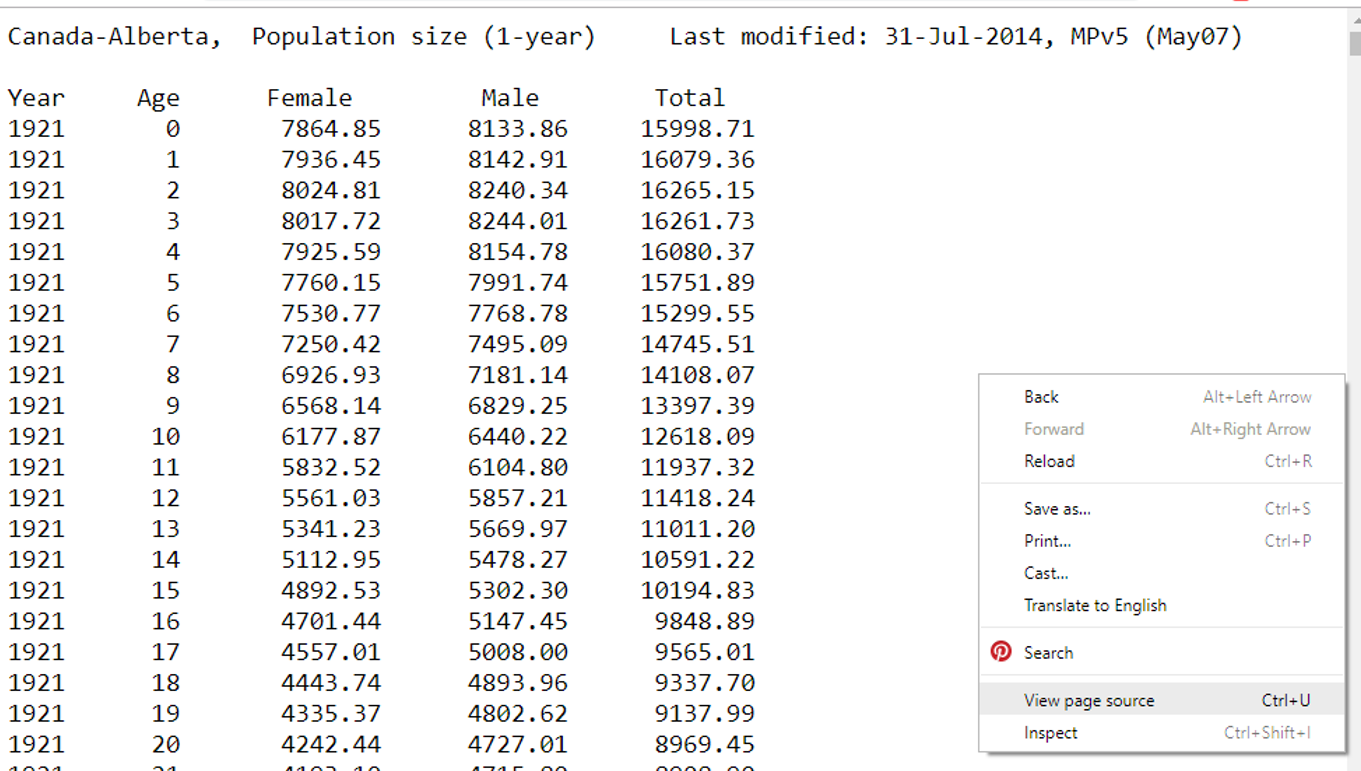 Canada-Alberta, Population size (1-year) Last modified: 31-Jul-2014, MPv5 (May07)
Year Age Female Male Total
1921 0 7864.85 8133.86 15998.71
1921 1 7936.45 8142.91 16079.36
1921 2 8024.81 8240.34 16265.15
1921 3 8017.72 8244.01 16261.73
1921 4 7925.59 8154.78 16080.37
1921 5 7760.15 7991.74 15751.89
1921 6 7530.77 7768.78 15299.55
1921 7 7250.42 7495.09 14745.51
1921 8 6926.93 7181.14 14108.07
1921 9 6568.14 6829.25 13397.39
1921 10 6177.87 6440.22 12618.09
1921 11 5832.52 6104.80 11937.32
1921 12 5561.03 5857.21 11418.24
1921 13 5341.23 5669.97 11011.20
1921 14 5112.95 5478.27 10591.22
1921 15 4892.53 5302.30 10194.83
1921 16 4701.44 5147.45 9848.89
1921 17 4557.01 5008.00 9565.01
1921 18 4443.74 4893.96 9337.70
1921 19 4335.37 4802.62 9137.99
1921 20 4242.44 4727.01 8969.45
Back Alt+Left Arrow
Forward Alt+Right Arrow
Reload Ctrl+R
Save as... Ctrl+S
Print... Ctrl+P
Cast...
Translate to English
Search
View page source Ctrl+U
Inspect Ctrl+Shift+I